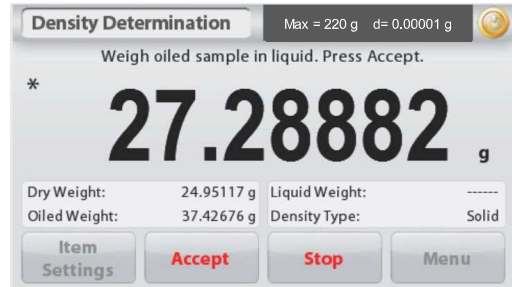 Density Determination Max = 220 g d= 0.00001 g
Weigh oiled sample in liquid. Press Accept.
* 27.28882 g
Dry Weight: 24.95117 g Liquid Weight: ------
Oiled Weight: 37.42676 g Density Type: Solid
Item Settings Accept Stop Menu